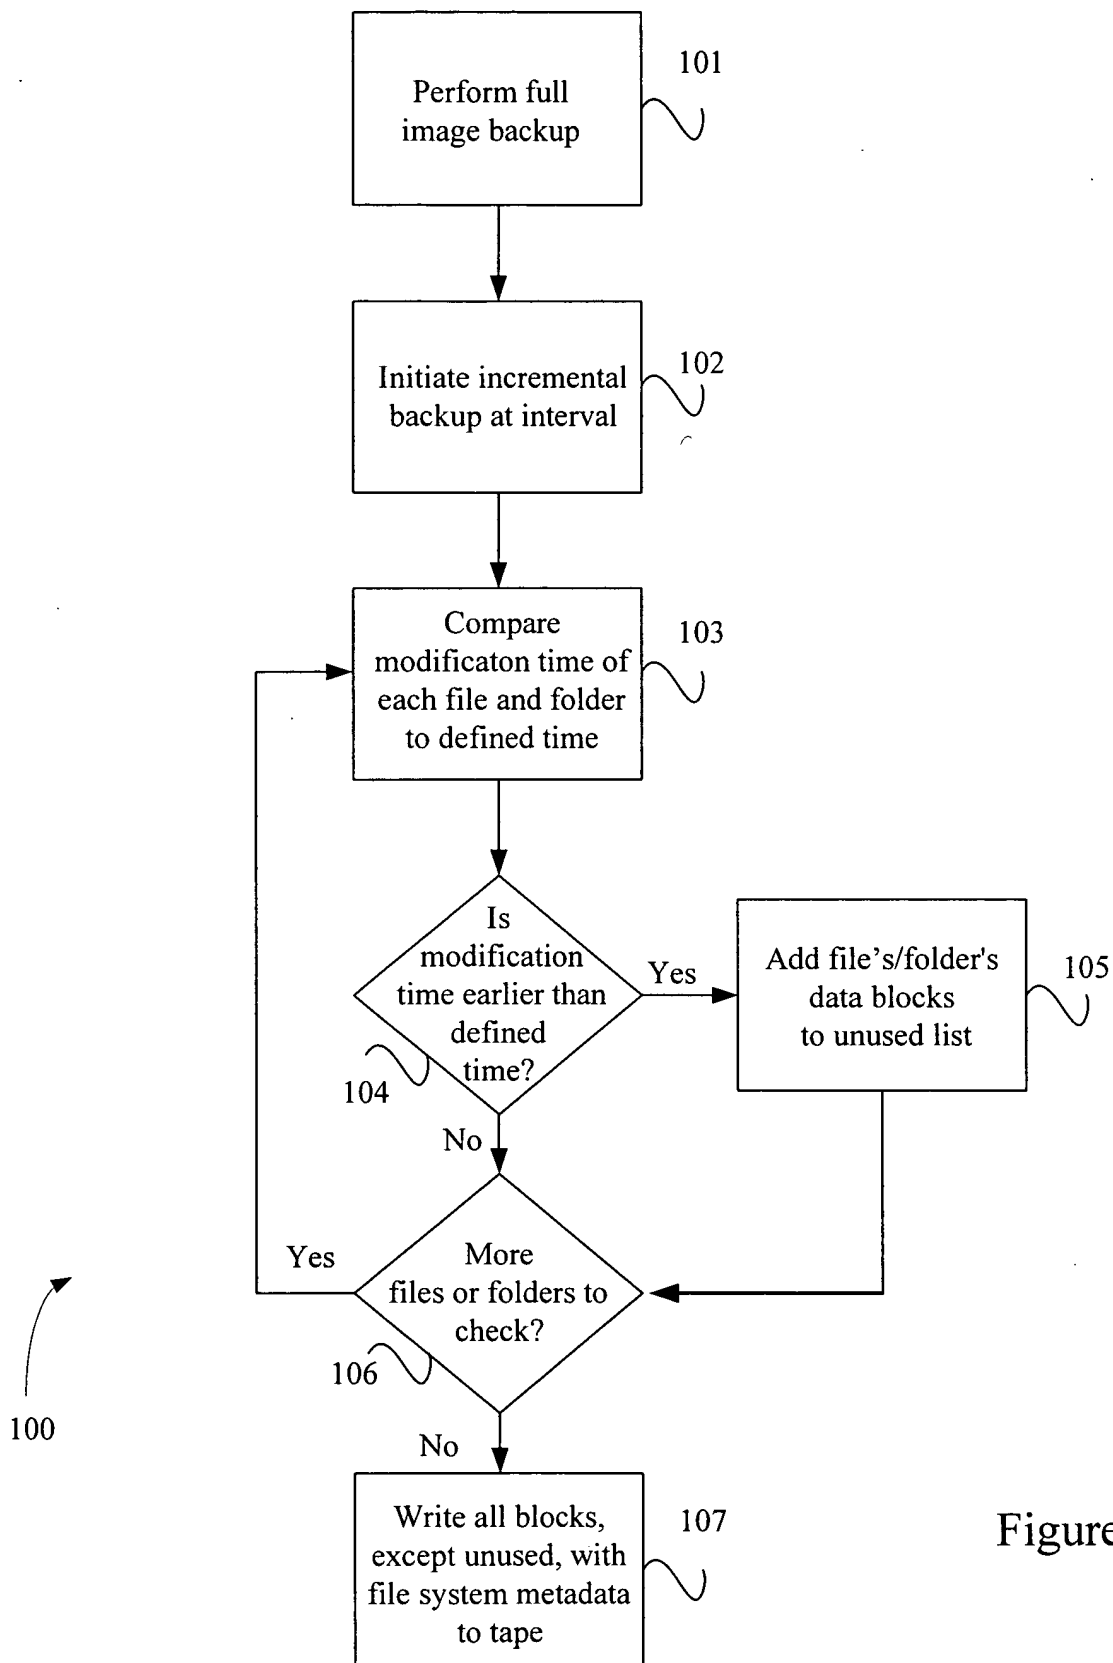 Perform full
image backup
101
Initiate incremental
backup at interval
102
Compare
modificaton time of
each file and folder
to defined time
103
Is
modification
time earlier than
defined
time?
104
Yes
Add file's/folder's
data blocks
to unused list
105
No
More
files or folders to
check?
106
Yes
No
100
Write all blocks,
except unused, with
file system metadata
to tape
107
Figure